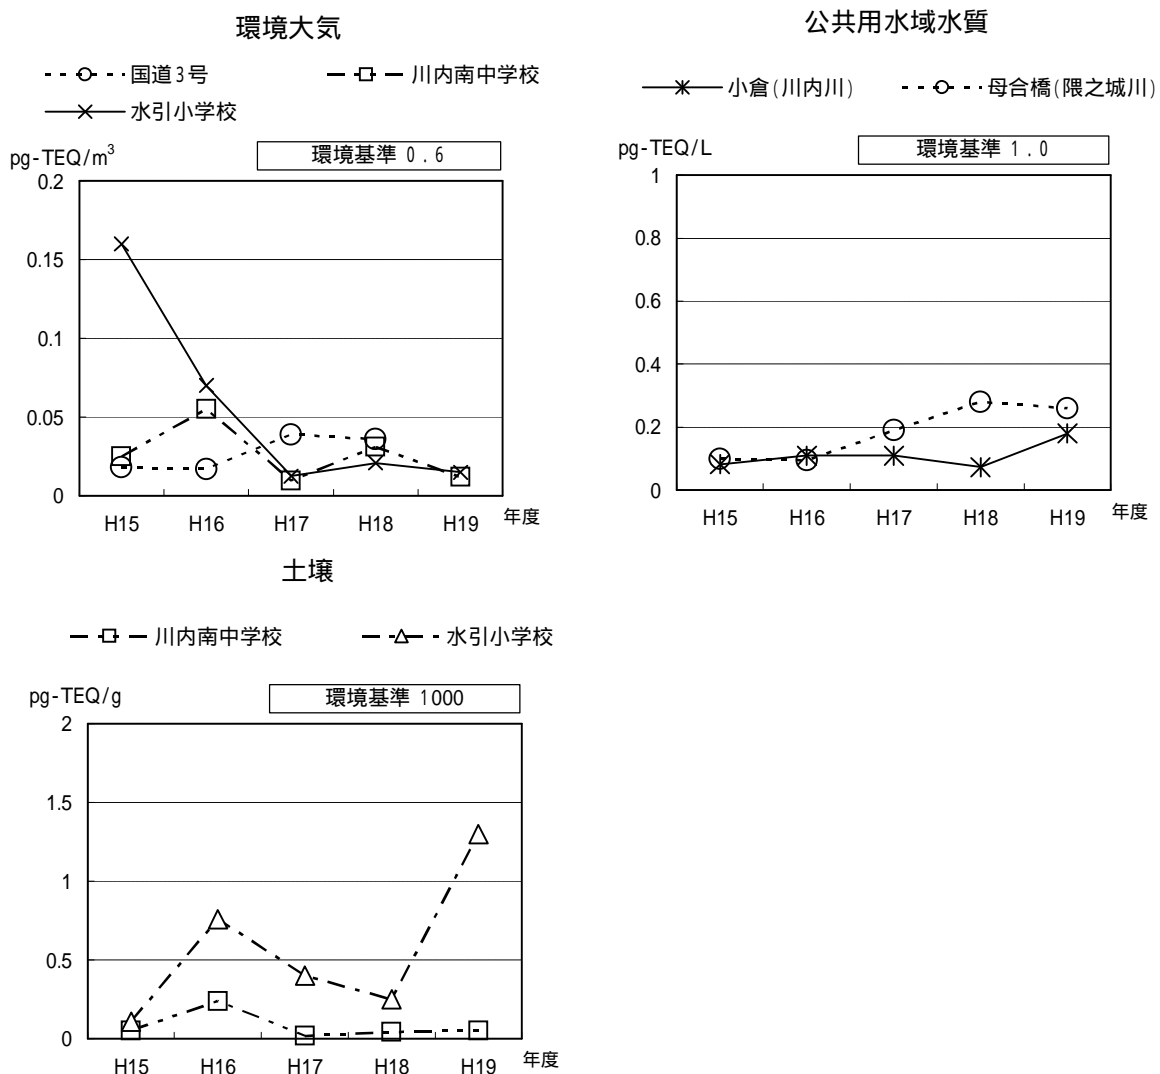 環境大気
国道3号
川内南中学校
水引小学校
pg-TEQ/m³
環境基準 0.6
0.2
0.15
0.1
0.05
0
H15 H16 H17 H18 H19 年度
公共用水域水質
小倉(川内川)
母合橋(隈之城川)
pg-TEQ/L
環境基準 1.0
1
0.8
0.6
0.4
0.2
0
H15 H16 H17 H18 H19 年度
土壌
川内南中学校
水引小学校
pg-TEQ/g
環境基準 1000
2
1.5
1
0.5
0
H15 H16 H17 H18 H19 年度